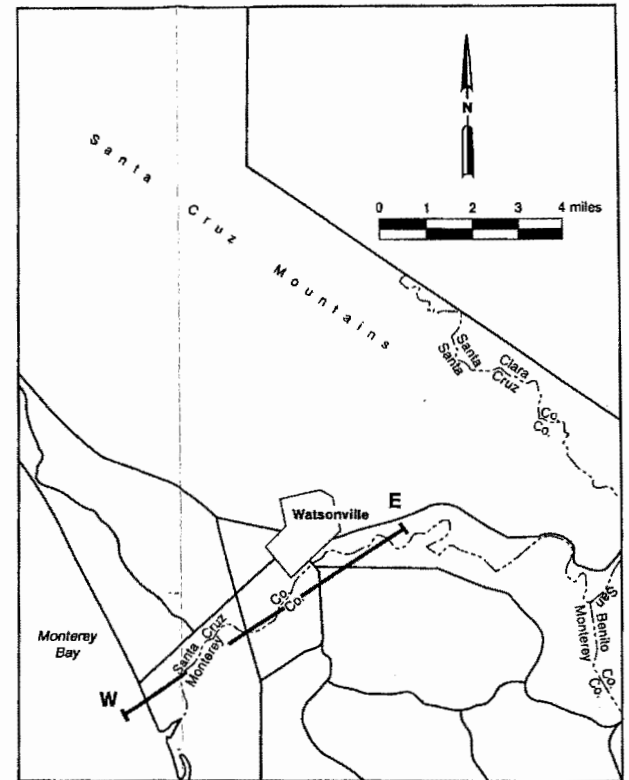 N
0 1 2 3 4 miles
Santa Cruz Mountains
Santa Clara Co.
Santa Cruz Co.
E
Watsonville
Co.
Co.
Santa Cruz
Monterey
Monterey
Bay
W
San Benito Co.
Monterey Co.